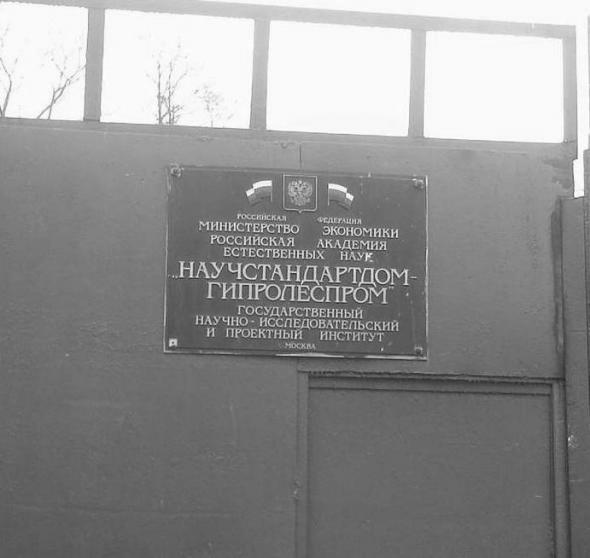 РОССИЙСКАЯ ФЕДЕРАЦИЯ
МИНИСТЕРСТВО ЭКОНОМИКИ
РОССИЙСКАЯ АКАДЕМИЯ
ЕСТЕСТВЕННЫХ НАУК
„НАУЧСТАНДАРТДОМ-
ГИПРОЛЕСПРОМ"
ГОСУДАРСТВЕННЫЙ
НАУЧНО-ИССЛЕДОВАТЕЛЬСКИЙ
И ПРОЕКТНЫЙ ИНСТИТУТ
МОСКВА